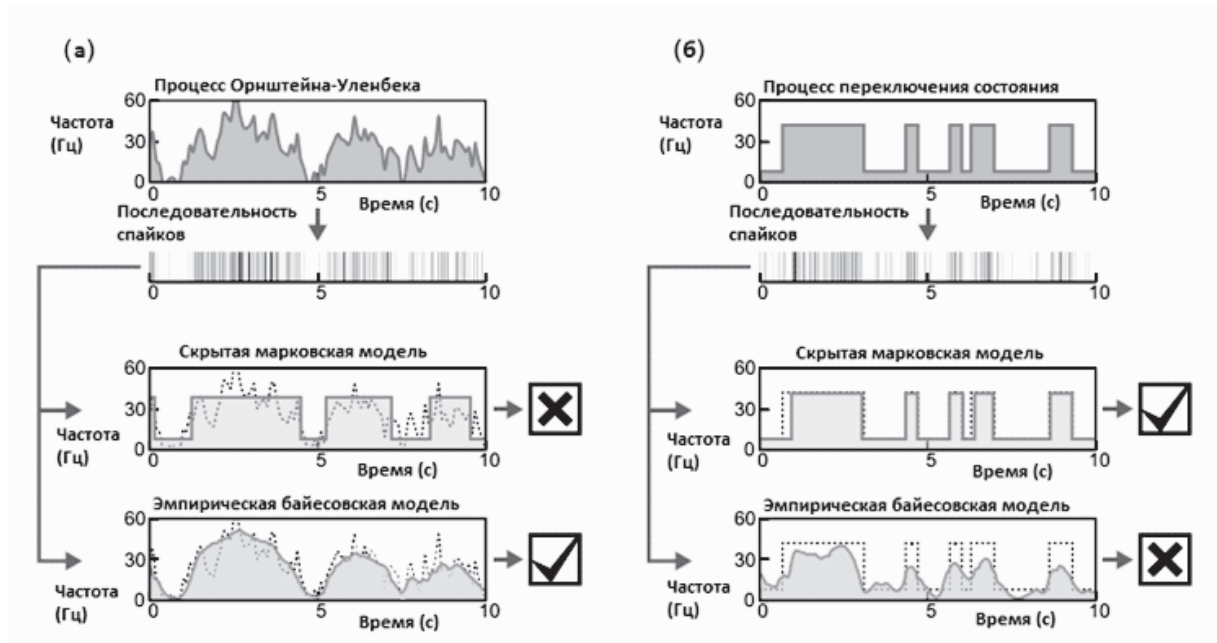 (а)
Процесс Орнштейна-Уленбека
60
Частота
(Гц)
30
0
0
5
10
Время (с)
Последовательность
спайков
0
5
10
Скрытая марковская модель
60
30
Частота
(Гц)
0
0
5
10
Время (с)
Эмпирическая байесовская модель
60
30
Частота
(Гц)
0
0
5
10
Время (с)
(б)
Процесс переключения состояния
60
Частота
(Гц)
30
0
0
5
10
Время (с)
Последовательность
спайков
0
5
10
Скрытая марковская модель
60
30
Частота
(Гц)
0
0
5
10
Время (с)
Эмпирическая байесовская модель
60
30
Частота
(Гц)
0
0
5
10
Время (с)